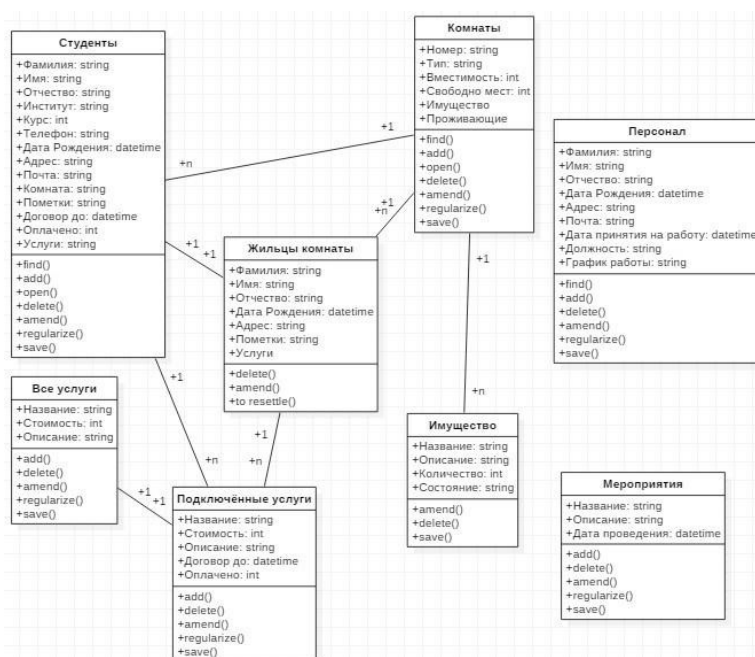 Студенты
+Фамилия: string
+Имя: string
+Отчество: string
+Институт: string
+Курс: int
+Телефон: string
+Дата Рождения: datetime
+Адрес: string
+Почта: string
+Комната: string
+Пометки: string
+Договор до: datetime
+Оплачено: int
+Услуги: string
+find()
+add()
+open()
+delete()
+amend()
+regularize()
+save()
Комнаты
+Номер: string
+Тип: string
+Вместимость: int
+Свободно мест: int
+Имущество
+Проживающие
+find()
+add()
+open()
+delete()
+amend()
+regularize()
+save()
Персонал
+Фамилия: string
+Имя: string
+Отчество: string
+Дата Рождения: datetime
+Адрес: string
+Почта: string
+Дата принятия на работу: datetime
+Должность: string
+График работы: string
+find()
+add()
+delete()
+amend()
+regularize()
+save()
+n
+1
+1
+n
+1
+1
Жильцы комнаты
+Фамилия: string
+Имя: string
+Отчество: string
+Дата Рождения: datetime
+Адрес: string
+Пометки: string
+Услуги
+delete()
+amend()
+to resettle()
+1
+n
Все услуги
+Название: string
+Стоимость: int
+Описание: string
+add()
+delete()
+amend()
+regularize()
+save()
+1
+n
+1
+n
+1
+1
Подключённые услуги
+Название: string
+Стоимость: int
+Описание: string
+Договор до: datetime
+Оплачено: int
+add()
+delete()
+amend()
+regularize()
+save()
Имущество
+Название: string
+Описание: string
+Количество: int
+Состояние: string
+amend()
+delete()
+save()
Мероприятия
+Название: string
+Описание: string
+Дата проведения: datetime
+add()
+delete()
+amend()
+regularize()
+save()